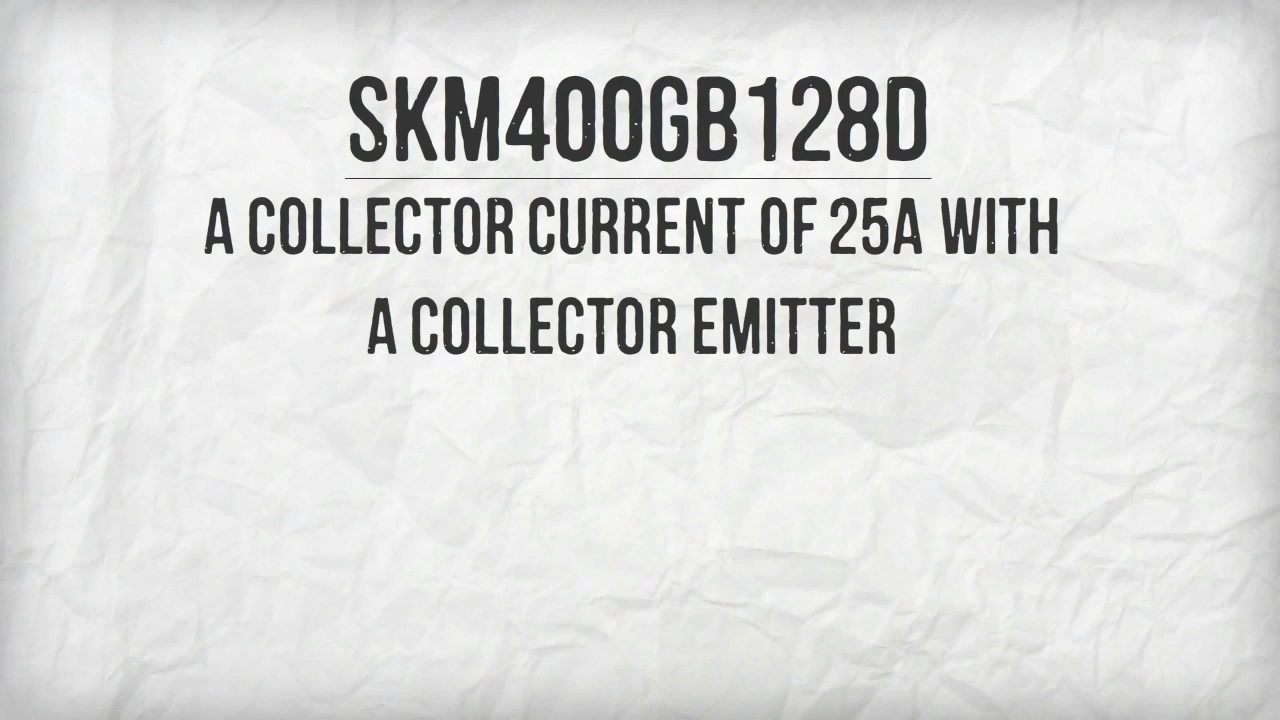 SKM400GB128D
A COLLECTOR CURRENT OF 25A WITH
A COLLECTOR EMITTER